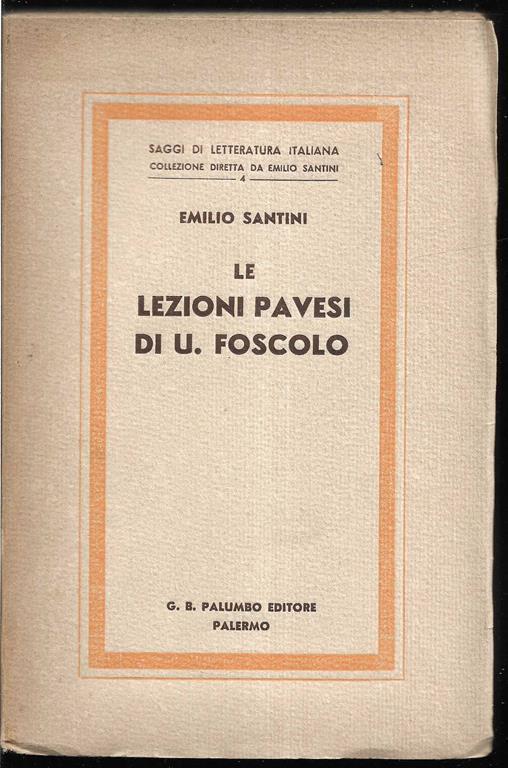 SAGGI DI LETTERATURA ITALIANA
COLLEZIONE DIRETTA DA EMILIO SANTINI
4
EMILIO SANTINI
LE
LEZIONI PAVESI
DI U. FOSCOLO
G. B. PALUMBO EDITORE
PALERMO